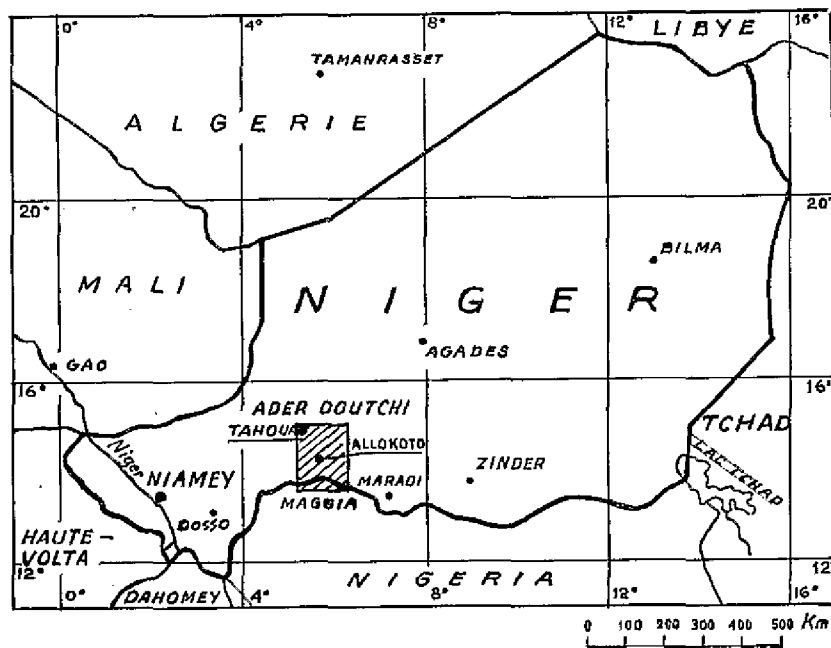 0° 4° 8° 12° 16°
LIBYE
TAMANRASSET
ALGERIE
20° 20°
BILMA
MALI
NIGER
GAO
AGADES
16° 16°
ADER DOUTCHI
TCHAD
TAHOUA
ALLOKOTO
LAC TCHAD
Niger
ZINDER
NIAMEY
MARADI
MAGGIA
DOSSO
HAUTE-
VOLTA
12° 12°
NIGERIA
DAHOMEY
0° 4° 8° 12° 16°
0 100 200 300 400 500 Km